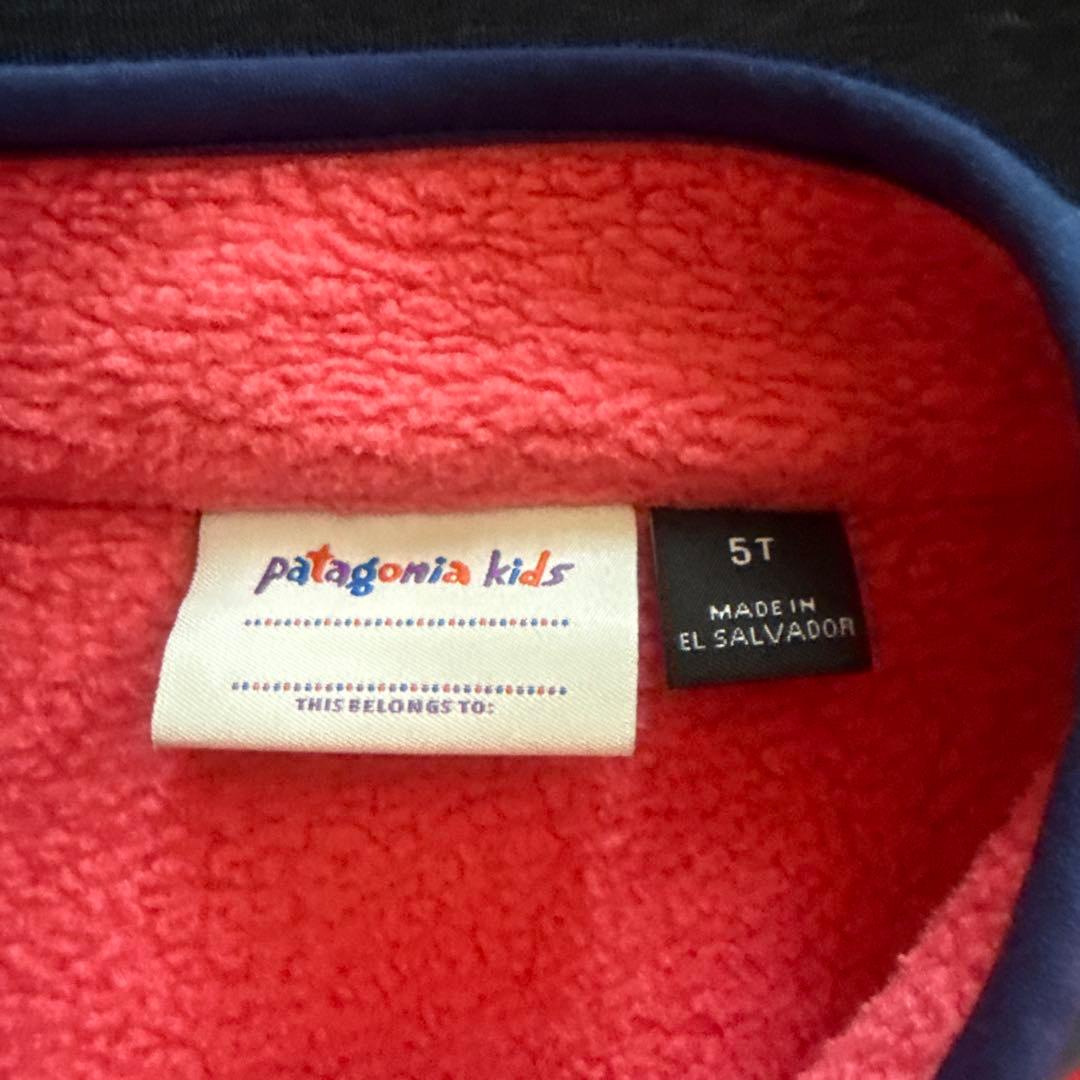 patagonia kids
THIS BELONGS TO:
5T
MADE IN
EL SALVADOR